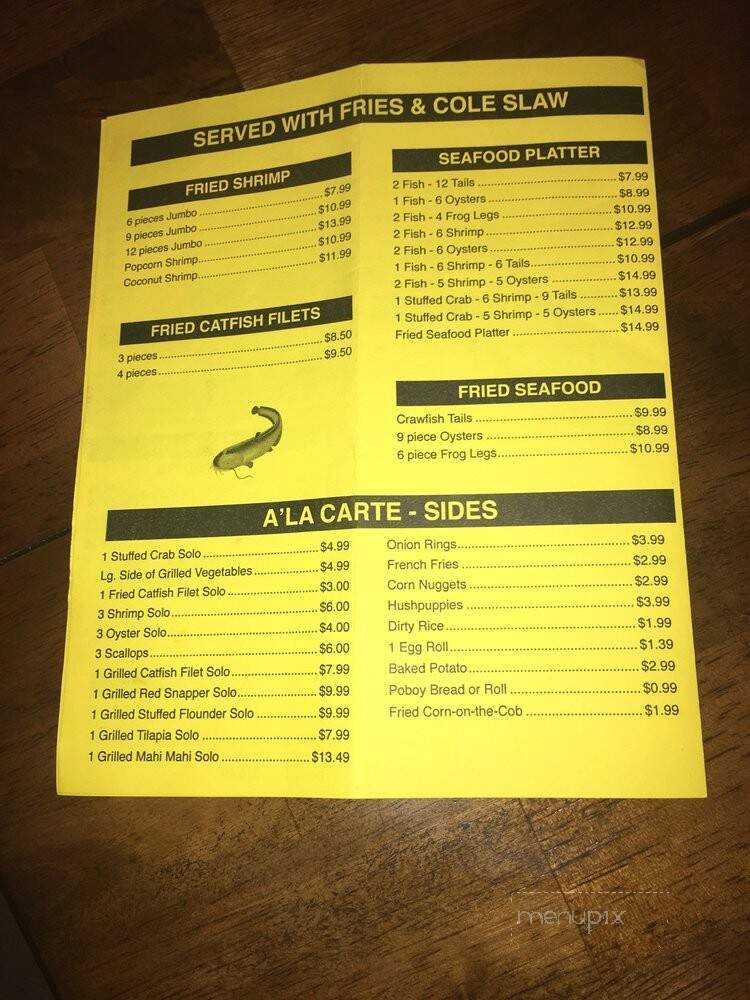 SERVED WITH FRIES & COLE SLAW
FRIED SHRIMP
6 pieces Jumbo ........ $7.99
9 pieces Jumbo ........ $10.99
12 pieces Jumbo ........ $13.99
Popcorn Shrimp........ $10.99
Coconut Shrimp........ $11.99
FRIED CATFISH FILETS
3 pieces ........ $8.50
4 pieces ........ $9.50
SEAFOOD PLATTER
2 Fish - 12 Tails ........ $7.99
1 Fish - 6 Oysters ........ $8.99
2 Fish - 4 Frog Legs ........ $10.99
2 Fish - 6 Shrimp ........ $12.99
2 Fish - 6 Oysters ........ $12.99
1 Fish - 6 Shrimp - 6 Tails........ $10.99
2 Fish - 5 Shrimp - 5 Oysters ........ $14.99
1 Stuffed Crab - 6 Shrimp - 9 Tails ........ $13.99
1 Stuffed Crab - 5 Shrimp - 5 Oysters ...... $14.99
Fried Seafood Platter ........ $14.99
FRIED SEAFOOD
Crawfish Tails ........ $9.99
9 piece Oysters ........ $8.99
6 piece Frog Legs........ $10.99
A'LA CARTE - SIDES
1 Stuffed Crab Solo ........ $4.99
Lg. Side of Grilled Vegetables ........ $4.99
1 Fried Catfish Filet Solo ........ $3.00
3 Shrimp Solo........ $6.00
3 Oyster Solo........ $4.00
3 Scallops........ $6.00
1 Grilled Catfish Filet Solo........ $7.99
1 Grilled Red Snapper Solo........ $9.99
1 Grilled Stuffed Flounder Solo ........ $9.99
1 Grilled Tilapia Solo ........ $7.99
1 Grilled Mahi Mahi Solo ........ $13.49
Onion Rings........ $3.99
French Fries ........ $2.99
Corn Nuggets ........ $2.99
Hushpuppies ........ $3.99
Dirty Rice........ $1.99
1 Egg Roll........ $1.39
Baked Potato........ $2.99
Poboy Bread or Roll ........ $0.99
Fried Corn-on-the-Cob ........ $1.99
menupix